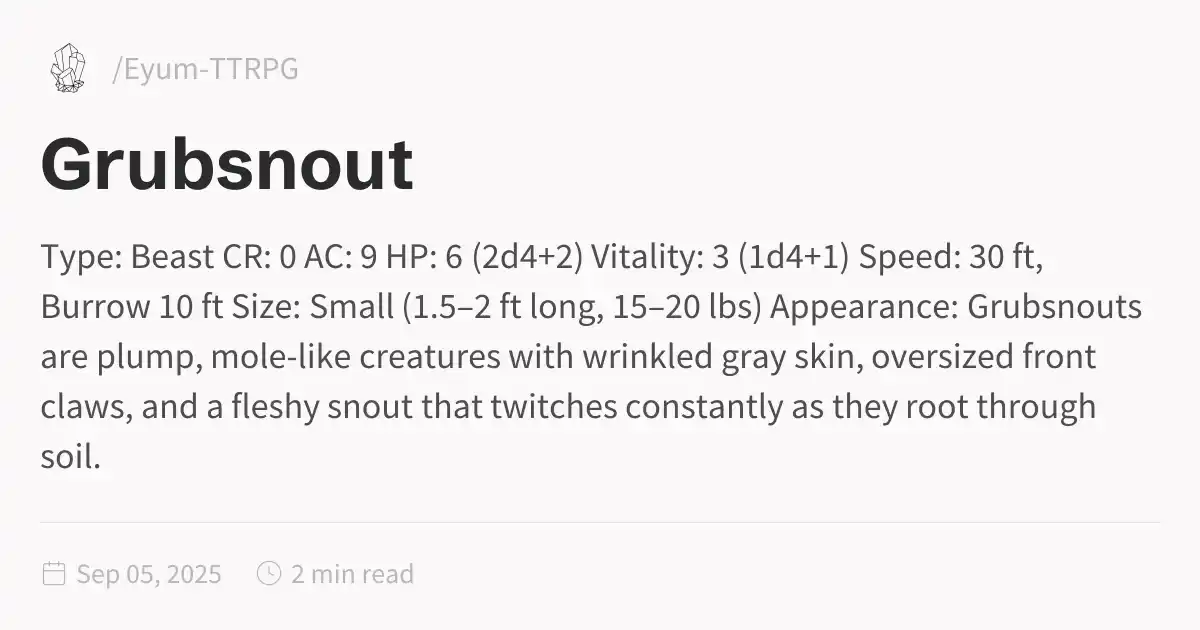 /Eyum-TTRPG
Grubsnout
Type: Beast CR: 0 AC: 9 HP: 6 (2d4+2) Vitality: 3 (1d4+1) Speed: 30 ft,
Burrow 10 ft Size: Small (1.5–2 ft long, 15–20 lbs) Appearance: Grubsnouts
are plump, mole-like creatures with wrinkled gray skin, oversized front
claws, and a fleshy snout that twitches constantly as they root through
soil.
Sep 05, 2025 2 min read